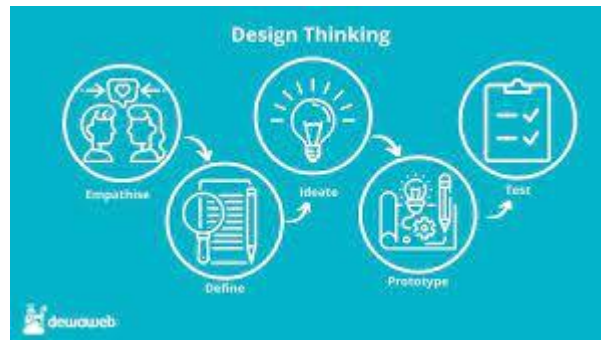 Design Thinking
Empathise
Define
Ideate
Prototype
Test
dewaweb